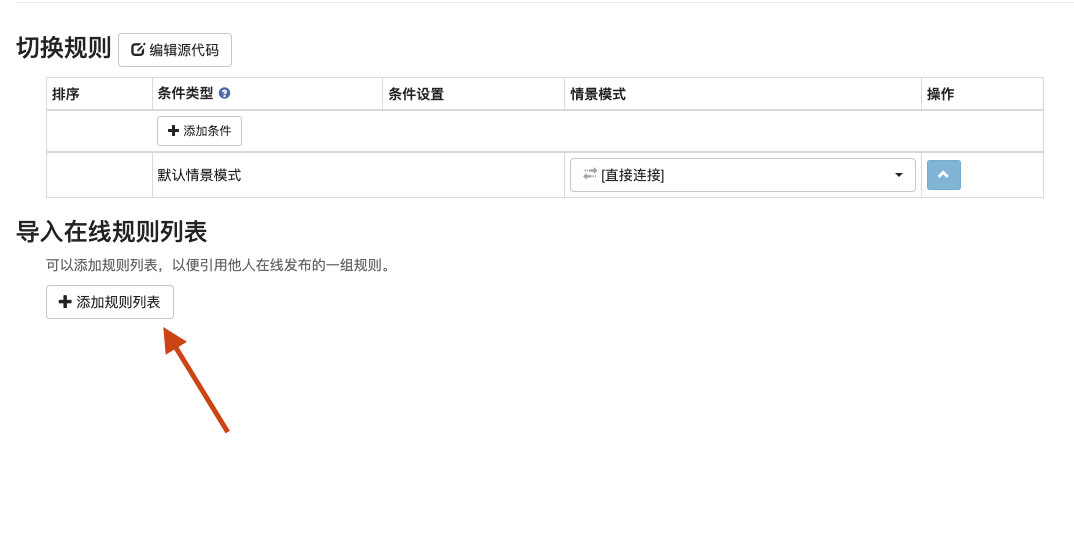 切换规则 编辑源代码
排序 条件类型 条件设置 情景模式 操作
添加条件
默认情景模式 [直接连接]
导入在线规则列表
可以添加规则列表，以便引用他人在线发布的一组规则。
添加规则列表